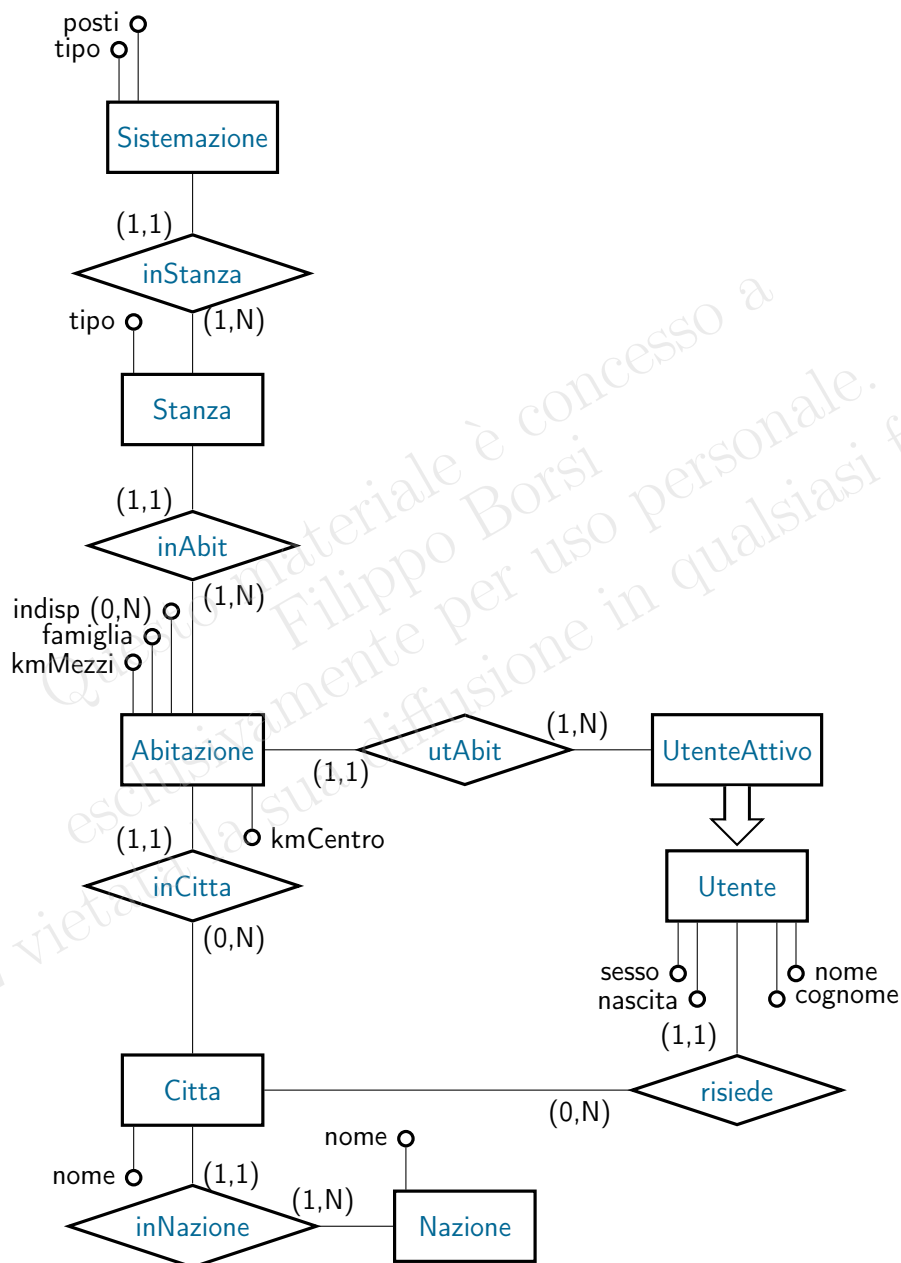 posti
tipo
Sistemazione
(1,1)
inStanza
tipo
(1,N)
Stanza
(1,1)
inAbit
(1,N)
indisp (0,N)
famiglia
kmMezzi
Abitazione
(1,1)
utAbit
(1,N)
UtenteAttivo
kmCentro
(1,1)
inCitta
(0,N)
Utente
sesso
nascita
nome
cognome
(1,1)
Citta
(0,N)
risiede
nome
(1,1)
inNazione
(1,N)
nome
Nazione
Questo materiale è concesso a
Filippo Borsi
esclusivamente per uso personale.
vietata la sua diffusione in qualsiasi